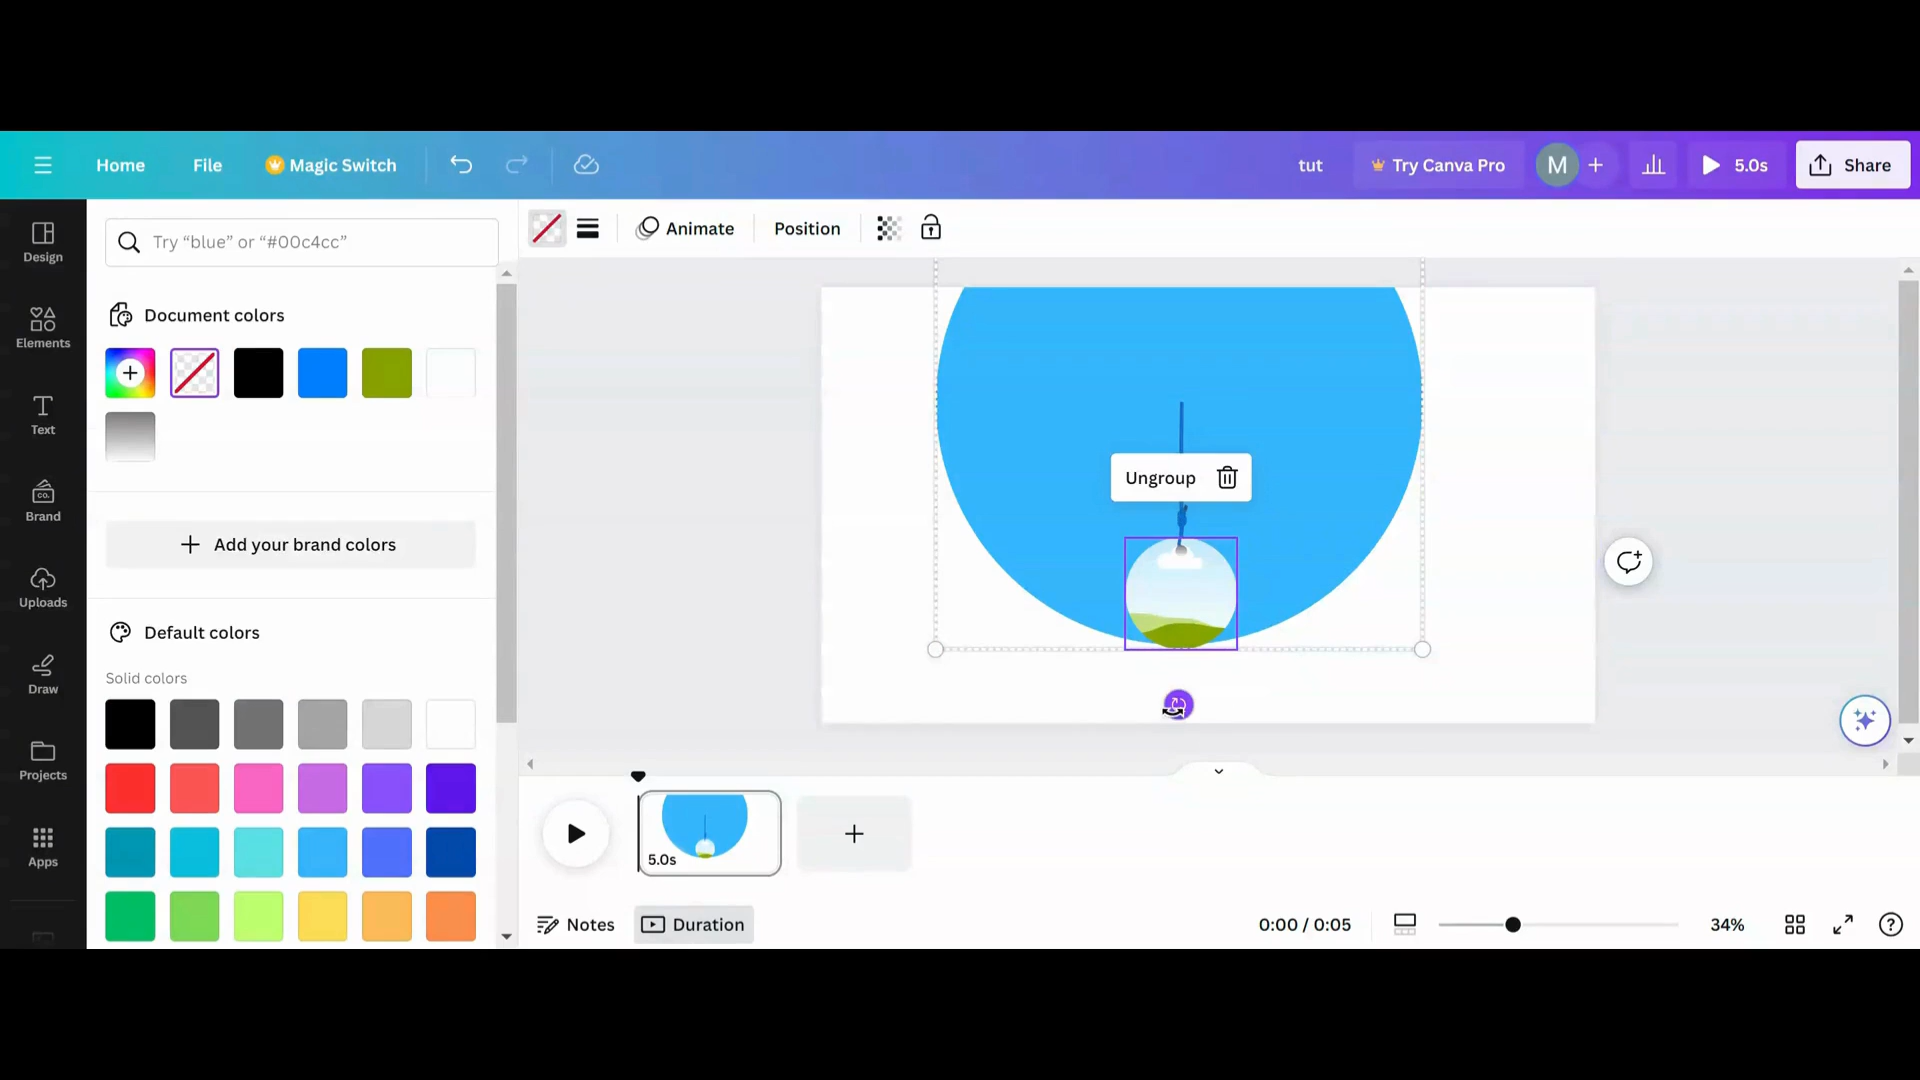 Home File Magic Switch tut Try Canva Pro M 5.0s Share
Try “blue” or “#00c4cc” Animate Position
Design
Elements
Text
CO.
Brand
Uploads
Draw
Projects
Apps
Document colors
Add your brand colors
Default colors
Solid colors
Ungroup
5.0s
Notes Duration 0:00 / 0:05 34% ?